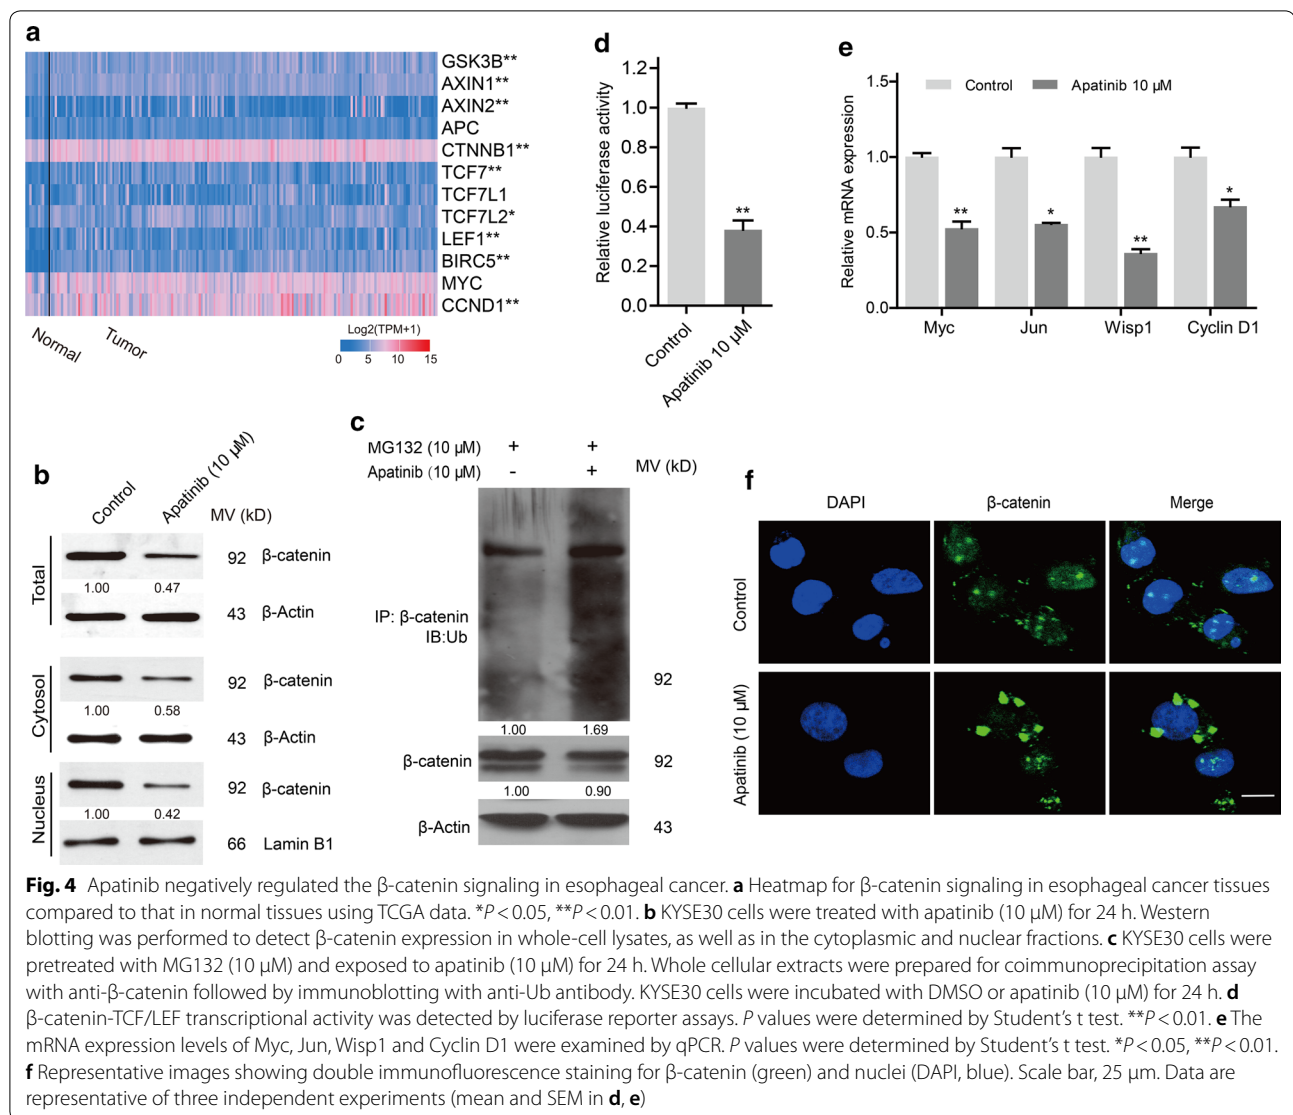 a
GSK3B**
AXIN1**
AXIN2**
APC
CTNNB1**
TCF7**
TCF7L1
TCF7L2*
LEF1**
BIRC5**
MYC
CCND1**
Normal
Tumor
Log2(TPM+1)
0 5 10 15
d
Relative luciferase activity
1.2
1.0
0.8
0.6
0.4
0.2
0.0
**
Control
Apatinib 10 μM
e
Control
Apatinib 10 μM
Relative mRNA expression
1.5
1.0
0.5
0.0
**
*
**
*
Myc Jun Wisp1 Cyclin D1
b
Control
Apatinib (10 μM)
MV (kD)
Total
92 β-catenin
1.00 0.47
43 β-Actin
Cytosol
92 β-catenin
1.00 0.58
43 β-Actin
Nucleus
92 β-catenin
1.00 0.42
66 Lamin B1
c
MG132 (10 μM) + +
Apatinib (10 μM) - +
MV (kD)
IP: β-catenin
IB:Ub
92
1.00 1.69
β-catenin 92
1.00 0.90
β-Actin 43
f
DAPI β-catenin Merge
Control
Apatinib (10 μM)
Fig. 4 Apatinib negatively regulated the β-catenin signaling in esophageal cancer. a Heatmap for β-catenin signaling in esophageal cancer tissues
compared to that in normal tissues using TCGA data. *P < 0.05, **P < 0.01. b KYSE30 cells were treated with apatinib (10 μM) for 24 h. Western
blotting was performed to detect β-catenin expression in whole-cell lysates, as well as in the cytoplasmic and nuclear fractions. c KYSE30 cells were
pretreated with MG132 (10 μM) and exposed to apatinib (10 μM) for 24 h. Whole cellular extracts were prepared for coimmunoprecipitation assay
with anti-β-catenin followed by immunoblotting with anti-Ub antibody. KYSE30 cells were incubated with DMSO or apatinib (10 μM) for 24 h. d
β-catenin-TCF/LEF transcriptional activity was detected by luciferase reporter assays. P values were determined by Student's t test. **P < 0.01. e The
mRNA expression levels of Myc, Jun, Wisp1 and Cyclin D1 were examined by qPCR. P values were determined by Student's t test. *P < 0.05, **P < 0.01.
f Representative images showing double immunofluorescence staining for β-catenin (green) and nuclei (DAPI, blue). Scale bar, 25 μm. Data are
representative of three independent experiments (mean and SEM in d, e)